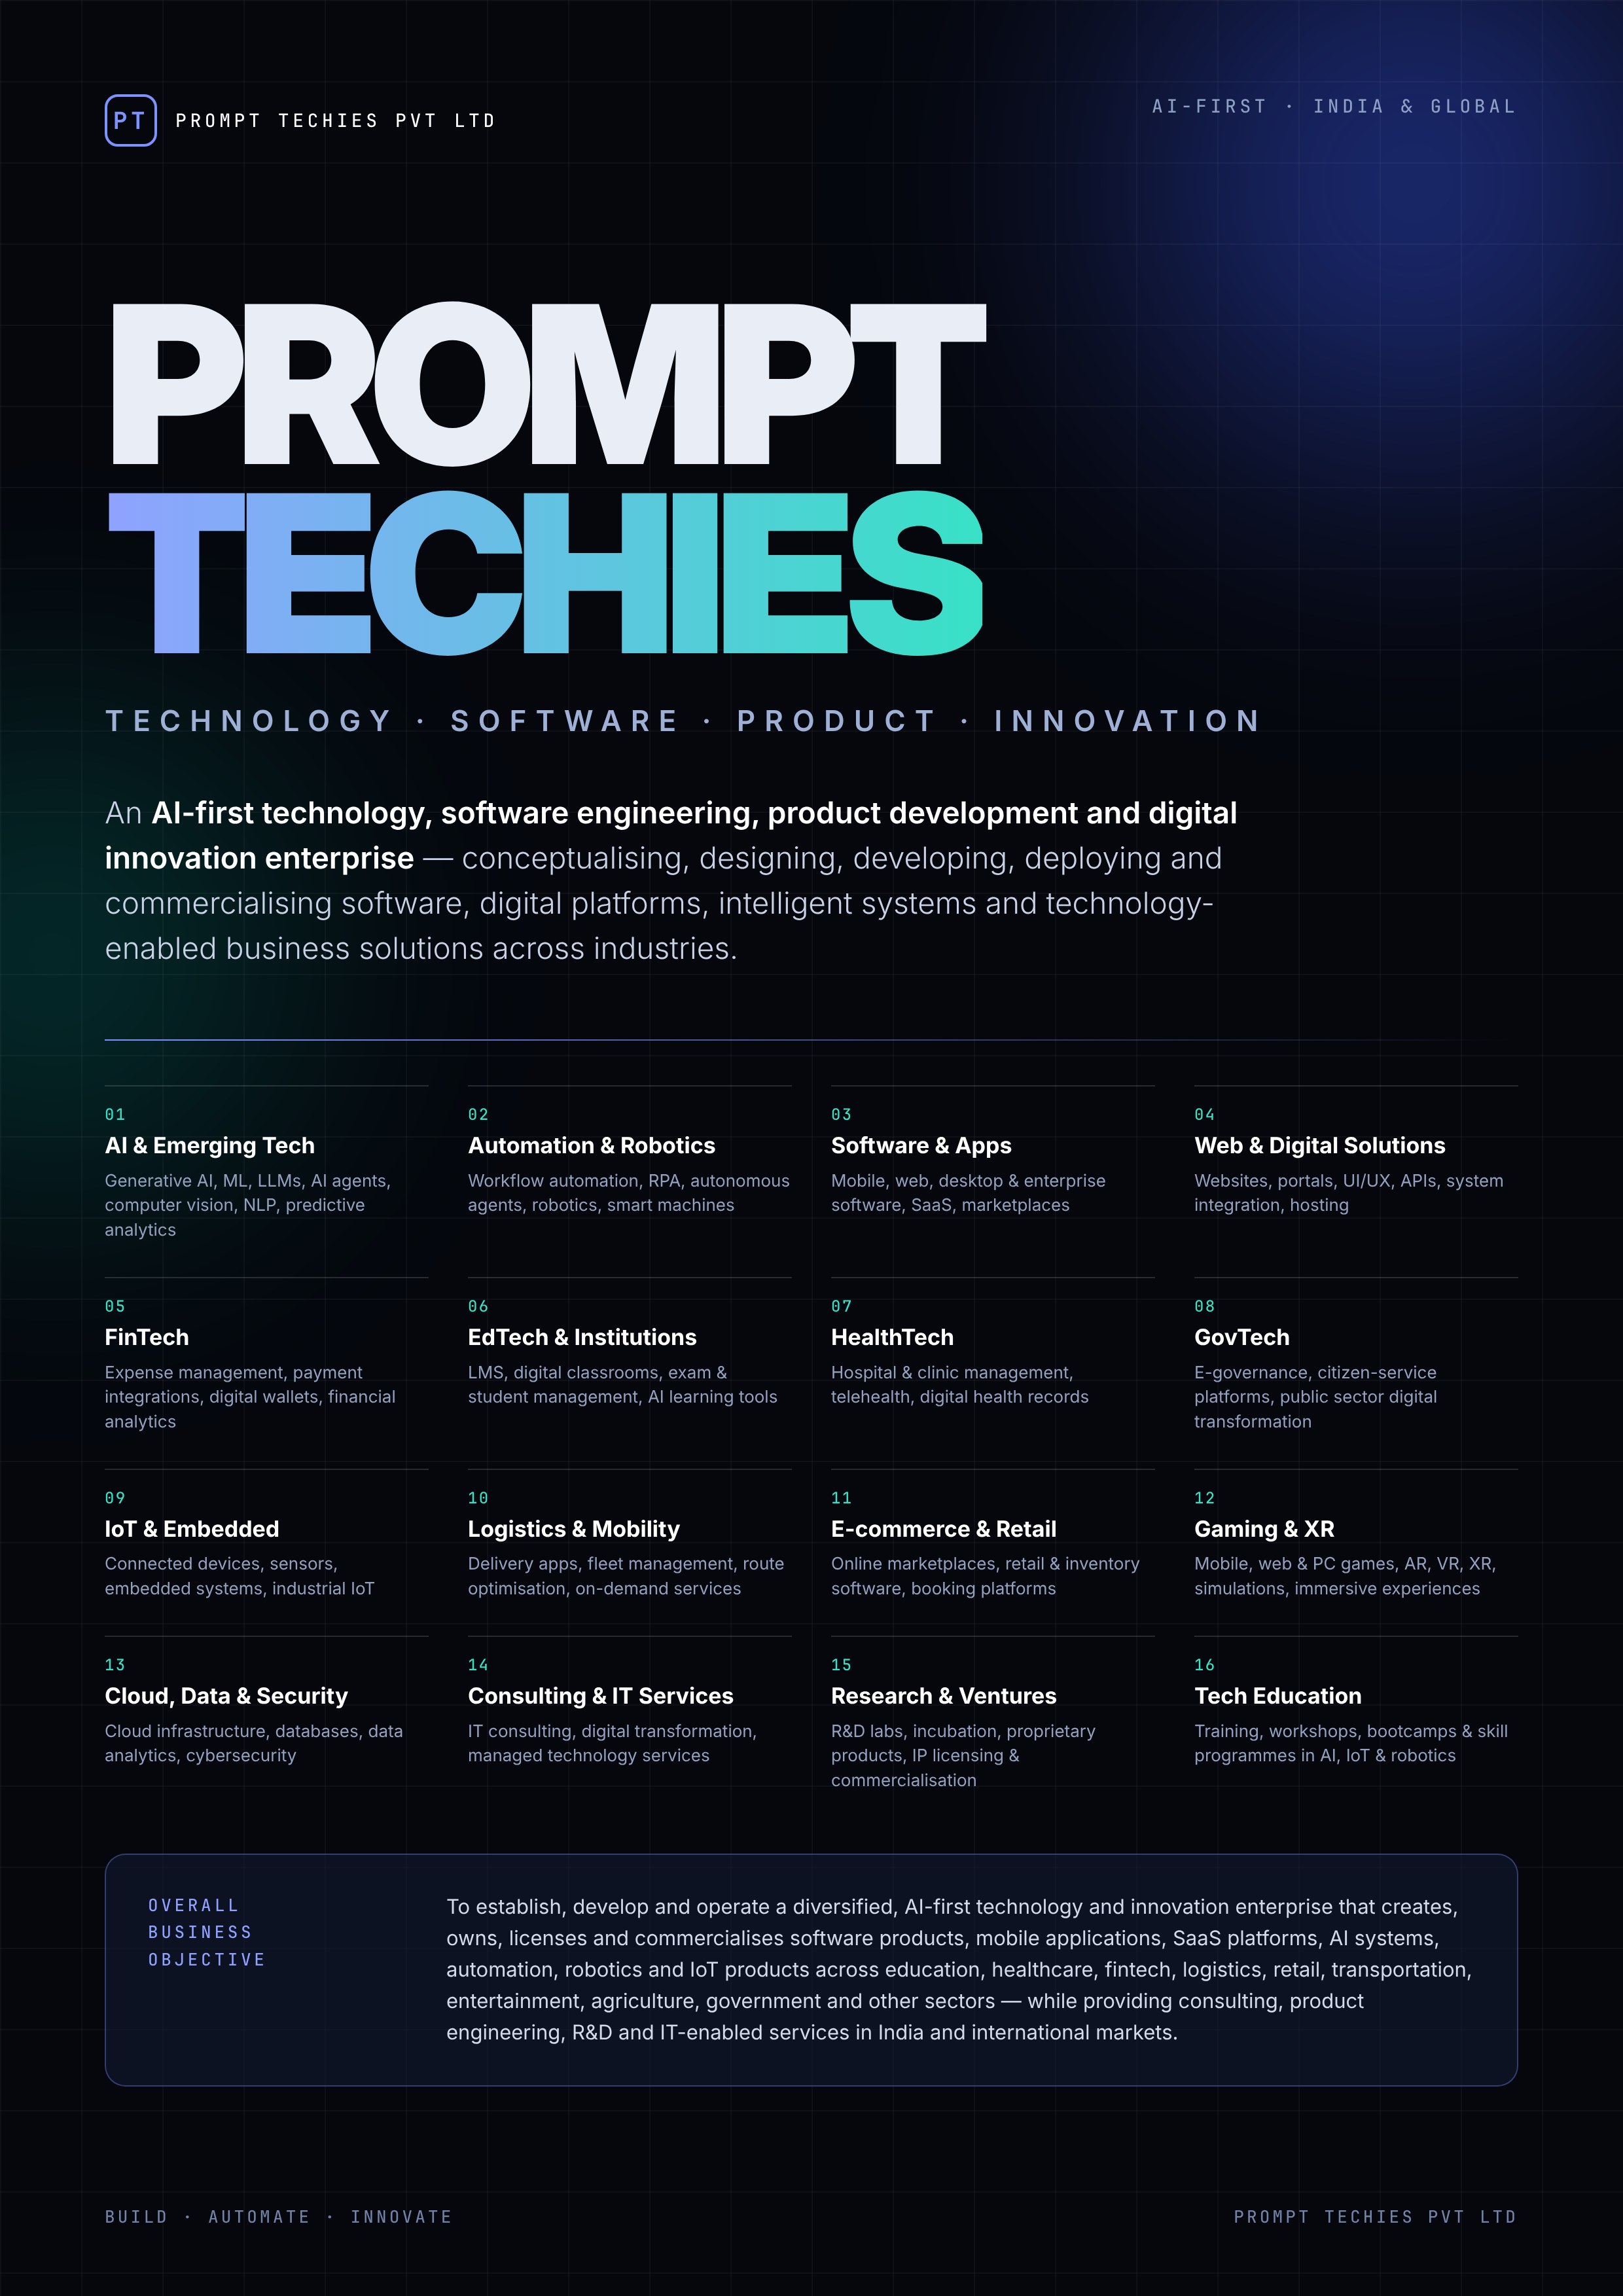 PT
PROMPT TECHIES PVT LTD
AI-FIRST · INDIA & GLOBAL
PROMPT
TECHIES
TECHNOLOGY · SOFTWARE · PRODUCT · INNOVATION
An AI-first technology, software engineering, product development and digital
innovation enterprise — conceptualising, designing, developing, deploying and
commercialising software, digital platforms, intelligent systems and technology-
enabled business solutions across industries.
01
AI & Emerging Tech
Generative AI, ML, LLMs, AI agents,
computer vision, NLP, predictive
analytics
02
Automation & Robotics
Workflow automation, RPA, autonomous
agents, robotics, smart machines
03
Software & Apps
Mobile, web, desktop & enterprise
software, SaaS, marketplaces
04
Web & Digital Solutions
Websites, portals, UI/UX, APIs, system
integration, hosting
05
FinTech
Expense management, payment
integrations, digital wallets, financial
analytics
06
EdTech & Institutions
LMS, digital classrooms, exam &
student management, AI learning tools
07
HealthTech
Hospital & clinic management,
telehealth, digital health records
08
GovTech
E-governance, citizen-service
platforms, public sector digital
transformation
09
IoT & Embedded
Connected devices, sensors,
embedded systems, industrial IoT
10
Logistics & Mobility
Delivery apps, fleet management, route
optimisation, on-demand services
11
E-commerce & Retail
Online marketplaces, retail & inventory
software, booking platforms
12
Gaming & XR
Mobile, web & PC games, AR, VR, XR,
simulations, immersive experiences
13
Cloud, Data & Security
Cloud infrastructure, databases, data
analytics, cybersecurity
14
Consulting & IT Services
IT consulting, digital transformation,
managed technology services
15
Research & Ventures
R&D labs, incubation, proprietary
products, IP licensing &
commercialisation
16
Tech Education
Training, workshops, bootcamps & skill
programmes in AI, IoT & robotics
OVERALL
BUSINESS
OBJECTIVE
To establish, develop and operate a diversified, AI-first technology and innovation enterprise that creates,
owns, licenses and commercialises software products, mobile applications, SaaS platforms, AI systems,
automation, robotics and IoT products across education, healthcare, fintech, logistics, retail, transportation,
entertainment, agriculture, government and other sectors — while providing consulting, product
engineering, R&D and IT-enabled services in India and international markets.
BUILD · AUTOMATE · INNOVATE
PROMPT TECHIES PVT LTD